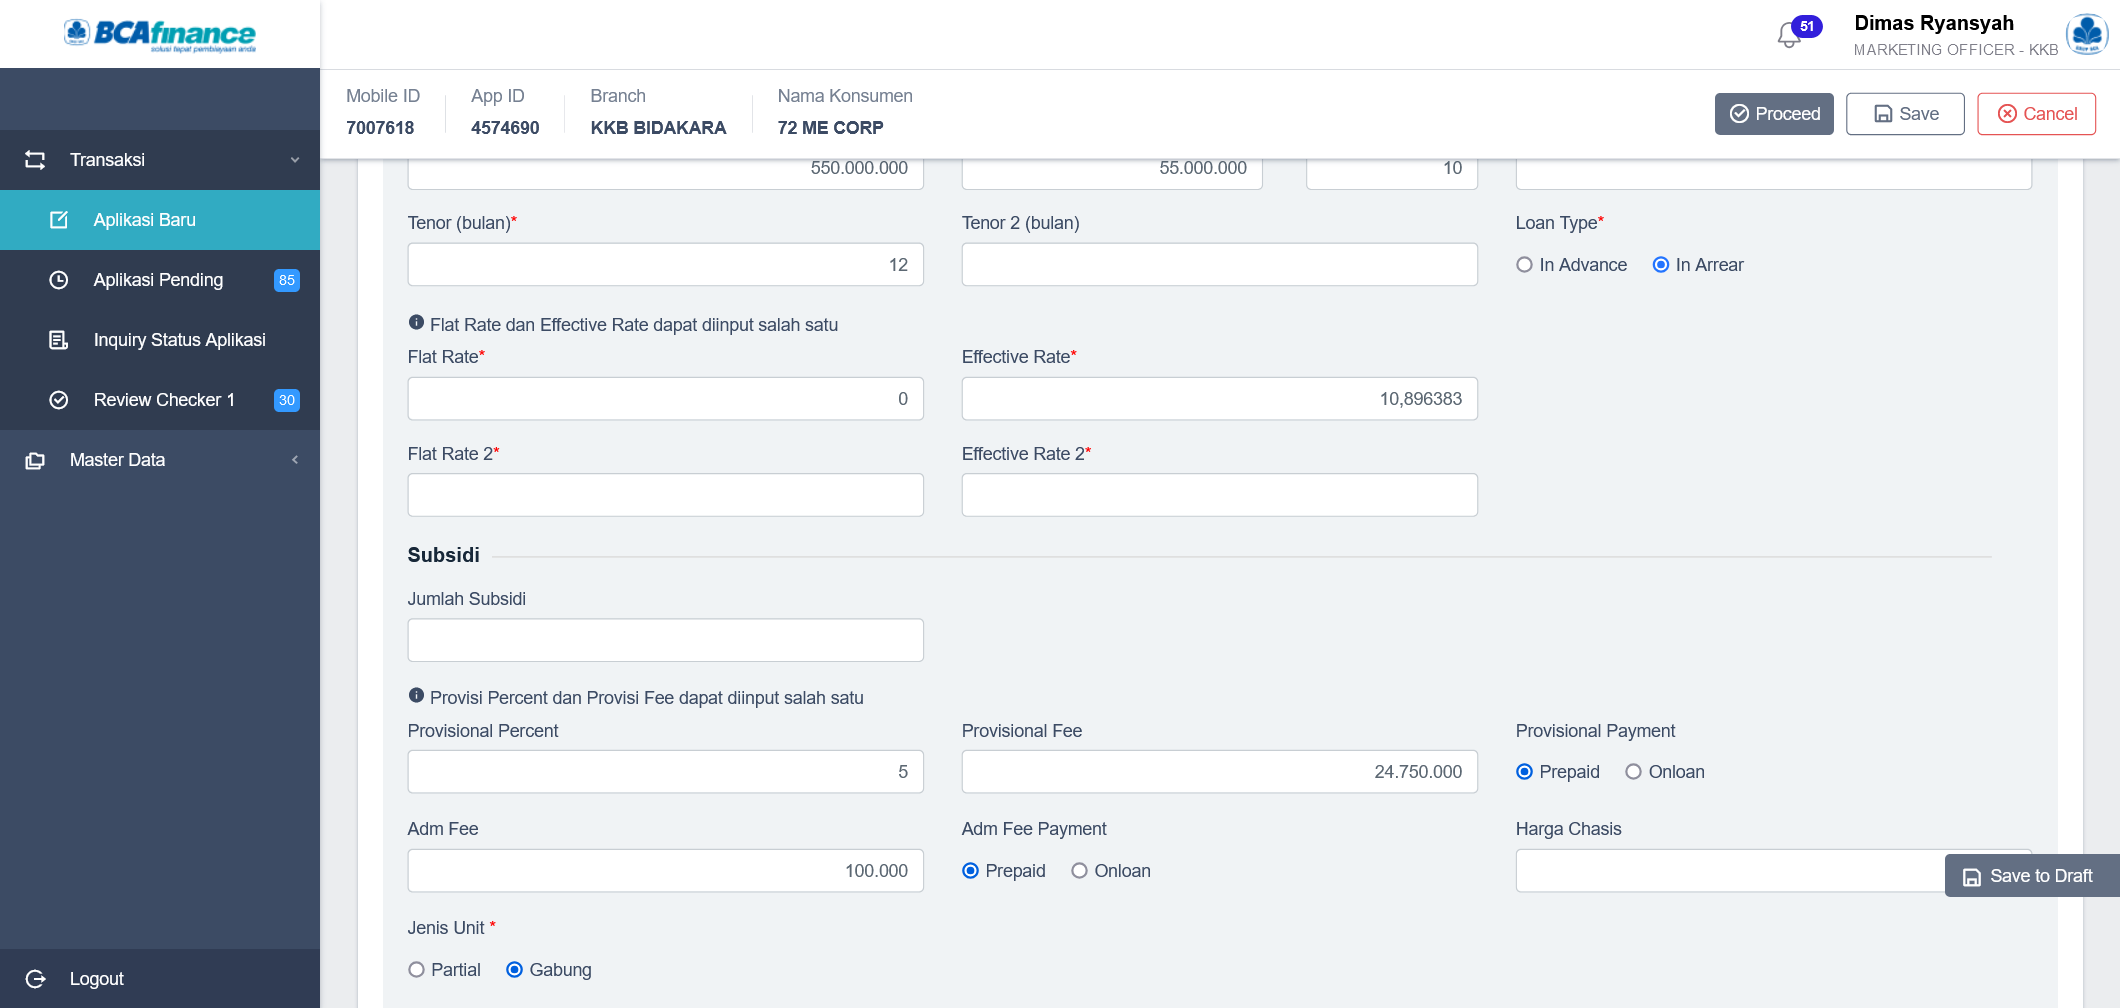 BCAfinance
solusi tepat pembiayaan anda
51
Dimas Ryansyah
MARKETING OFFICER - KKB
Mobile ID
7007618
App ID
4574690
Branch
KKB BIDAKARA
Nama Konsumen
72 ME CORP
Proceed
Save
Cancel
Transaksi
Aplikasi Baru
Aplikasi Pending 85
Inquiry Status Aplikasi
Review Checker 1 30
Master Data
Logout
550.000.000 55.000.000 10
Tenor (bulan)* Tenor 2 (bulan) Loan Type*
12 In Advance In Arrear
Flat Rate dan Effective Rate dapat diinput salah satu
Flat Rate* Effective Rate*
0 10,896383
Flat Rate 2* Effective Rate 2*
Subsidi
Jumlah Subsidi
Provisi Percent dan Provisi Fee dapat diinput salah satu
Provisional Percent Provisional Fee Provisional Payment
5 24.750.000 Prepaid Onloan
Adm Fee Adm Fee Payment Harga Chasis
100.000 Prepaid Onloan
Save to Draft
Jenis Unit *
Partial Gabung